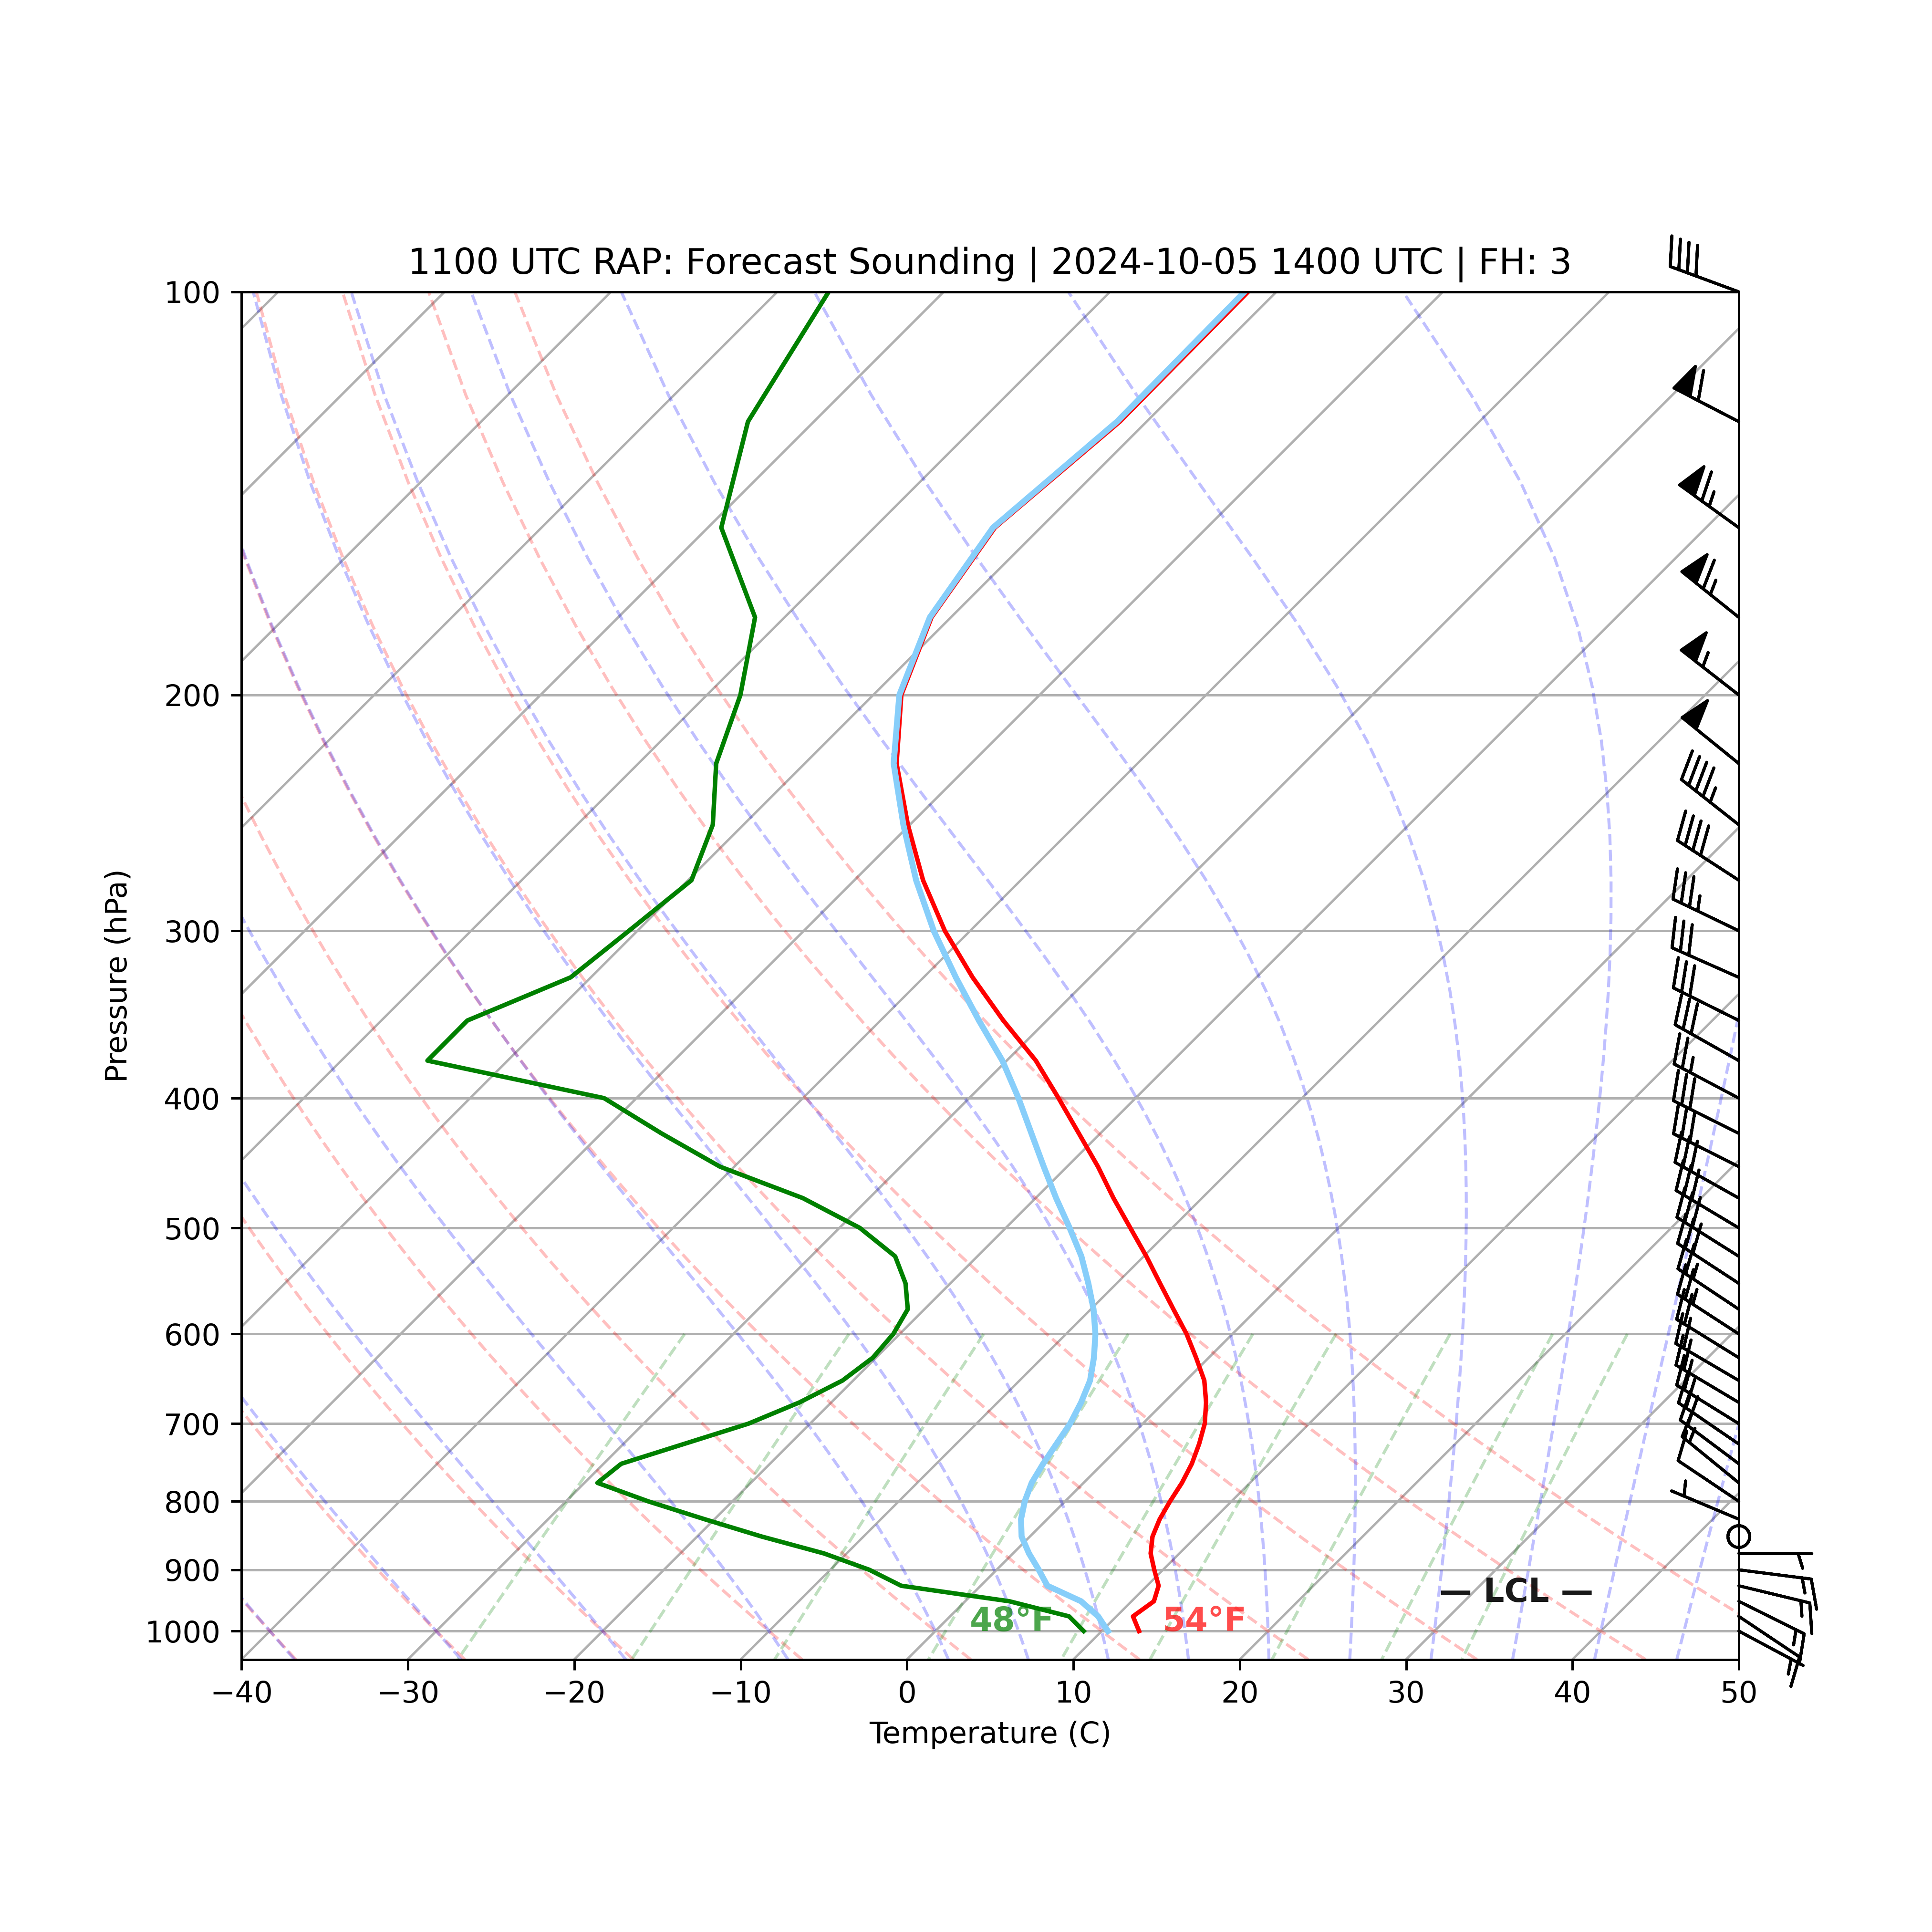 1100 UTC RAP: Forecast Sounding | 2024-10-05 1400 UTC | FH: 3
100
200
300
400
500
600
700
800
900
1000
Pressure (hPa)
— LCL —
48°F
54°F
−40 −30 −20 −10 0 10 20 30 40 50
Temperature (C)